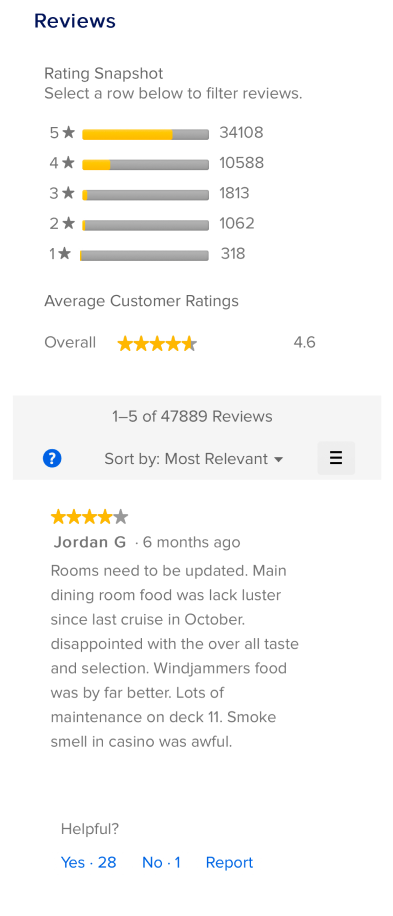 Reviews
Rating Snapshot
Select a row below to filter reviews.
5★ 34108
4★ 10588
3★ 1813
2★ 1062
1★ 318
Average Customer Ratings
Overall ★★★★★ 4.6
1–5 of 47889 Reviews
? Sort by: Most Relevant ▼ ☰
★★★★★
Jordan G · 6 months ago
Rooms need to be updated. Main
dining room food was lack luster
since last cruise in October.
disappointed with the over all taste
and selection. Windjammers food
was by far better. Lots of
maintenance on deck 11. Smoke
smell in casino was awful.
Helpful?
Yes · 28 No · 1 Report